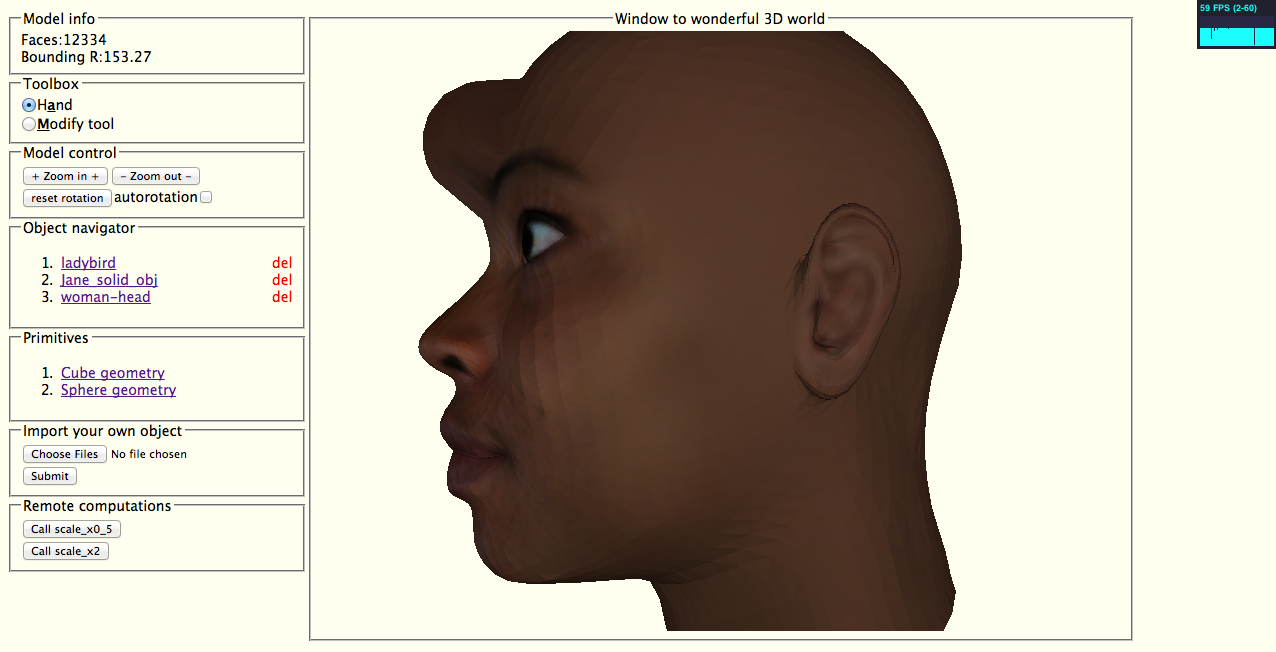 Model info
Faces:12334
Bounding R:153.27
Toolbox
Hand
Modify tool
Model control
+ Zoom in +
- Zoom out -
reset rotation
autorotation
Object navigator
1. ladybird del
2. Jane_solid_obj del
3. woman-head del
Primitives
1. Cube geometry
2. Sphere geometry
Import your own object
Choose Files No file chosen
Submit
Remote computations
Call scale_x0_5
Call scale_x2
Window to wonderful 3D world
59 FPS (2-60)